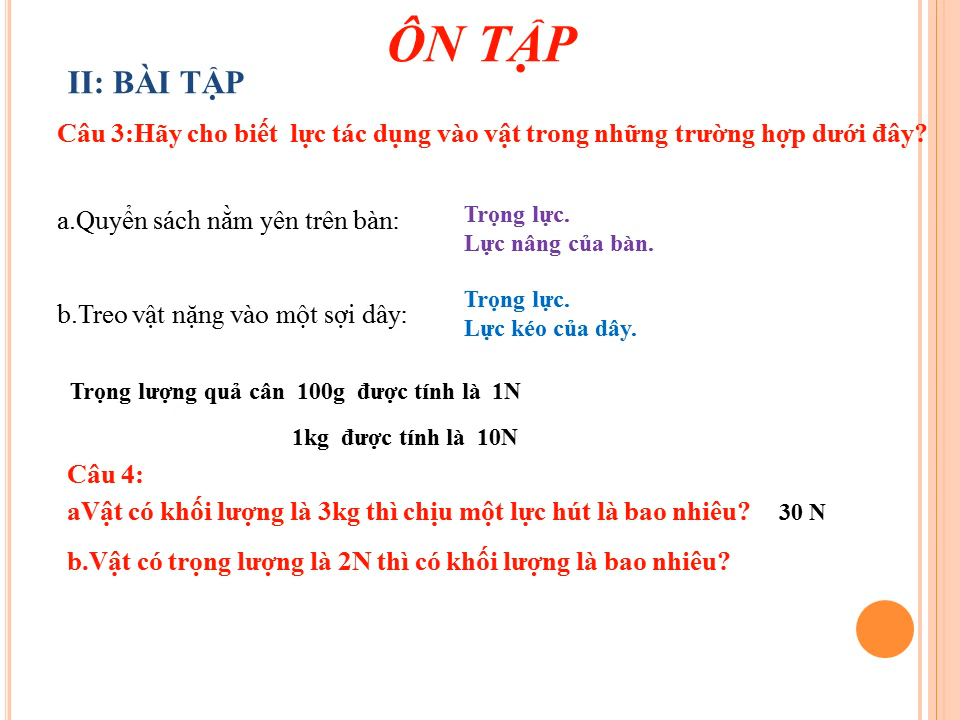 ÔN TẬP
II: BÀI TẬP
Câu 3:Hãy cho biết lực tác dụng vào vật trong những trường hợp dưới đây?
a.Quyển sách nằm yên trên bàn:
Trọng lực.
Lực nâng của bàn.
b.Treo vật nặng vào một sợi dây:
Trọng lực.
Lực kéo của dây.
Trọng lượng quả cân 100g được tính là 1N
1kg được tính là 10N
Câu 4:
aVật có khối lượng là 3kg thì chịu một lực hút là bao nhiêu? 30 N
b.Vật có trọng lượng là 2N thì có khối lượng là bao nhiêu?